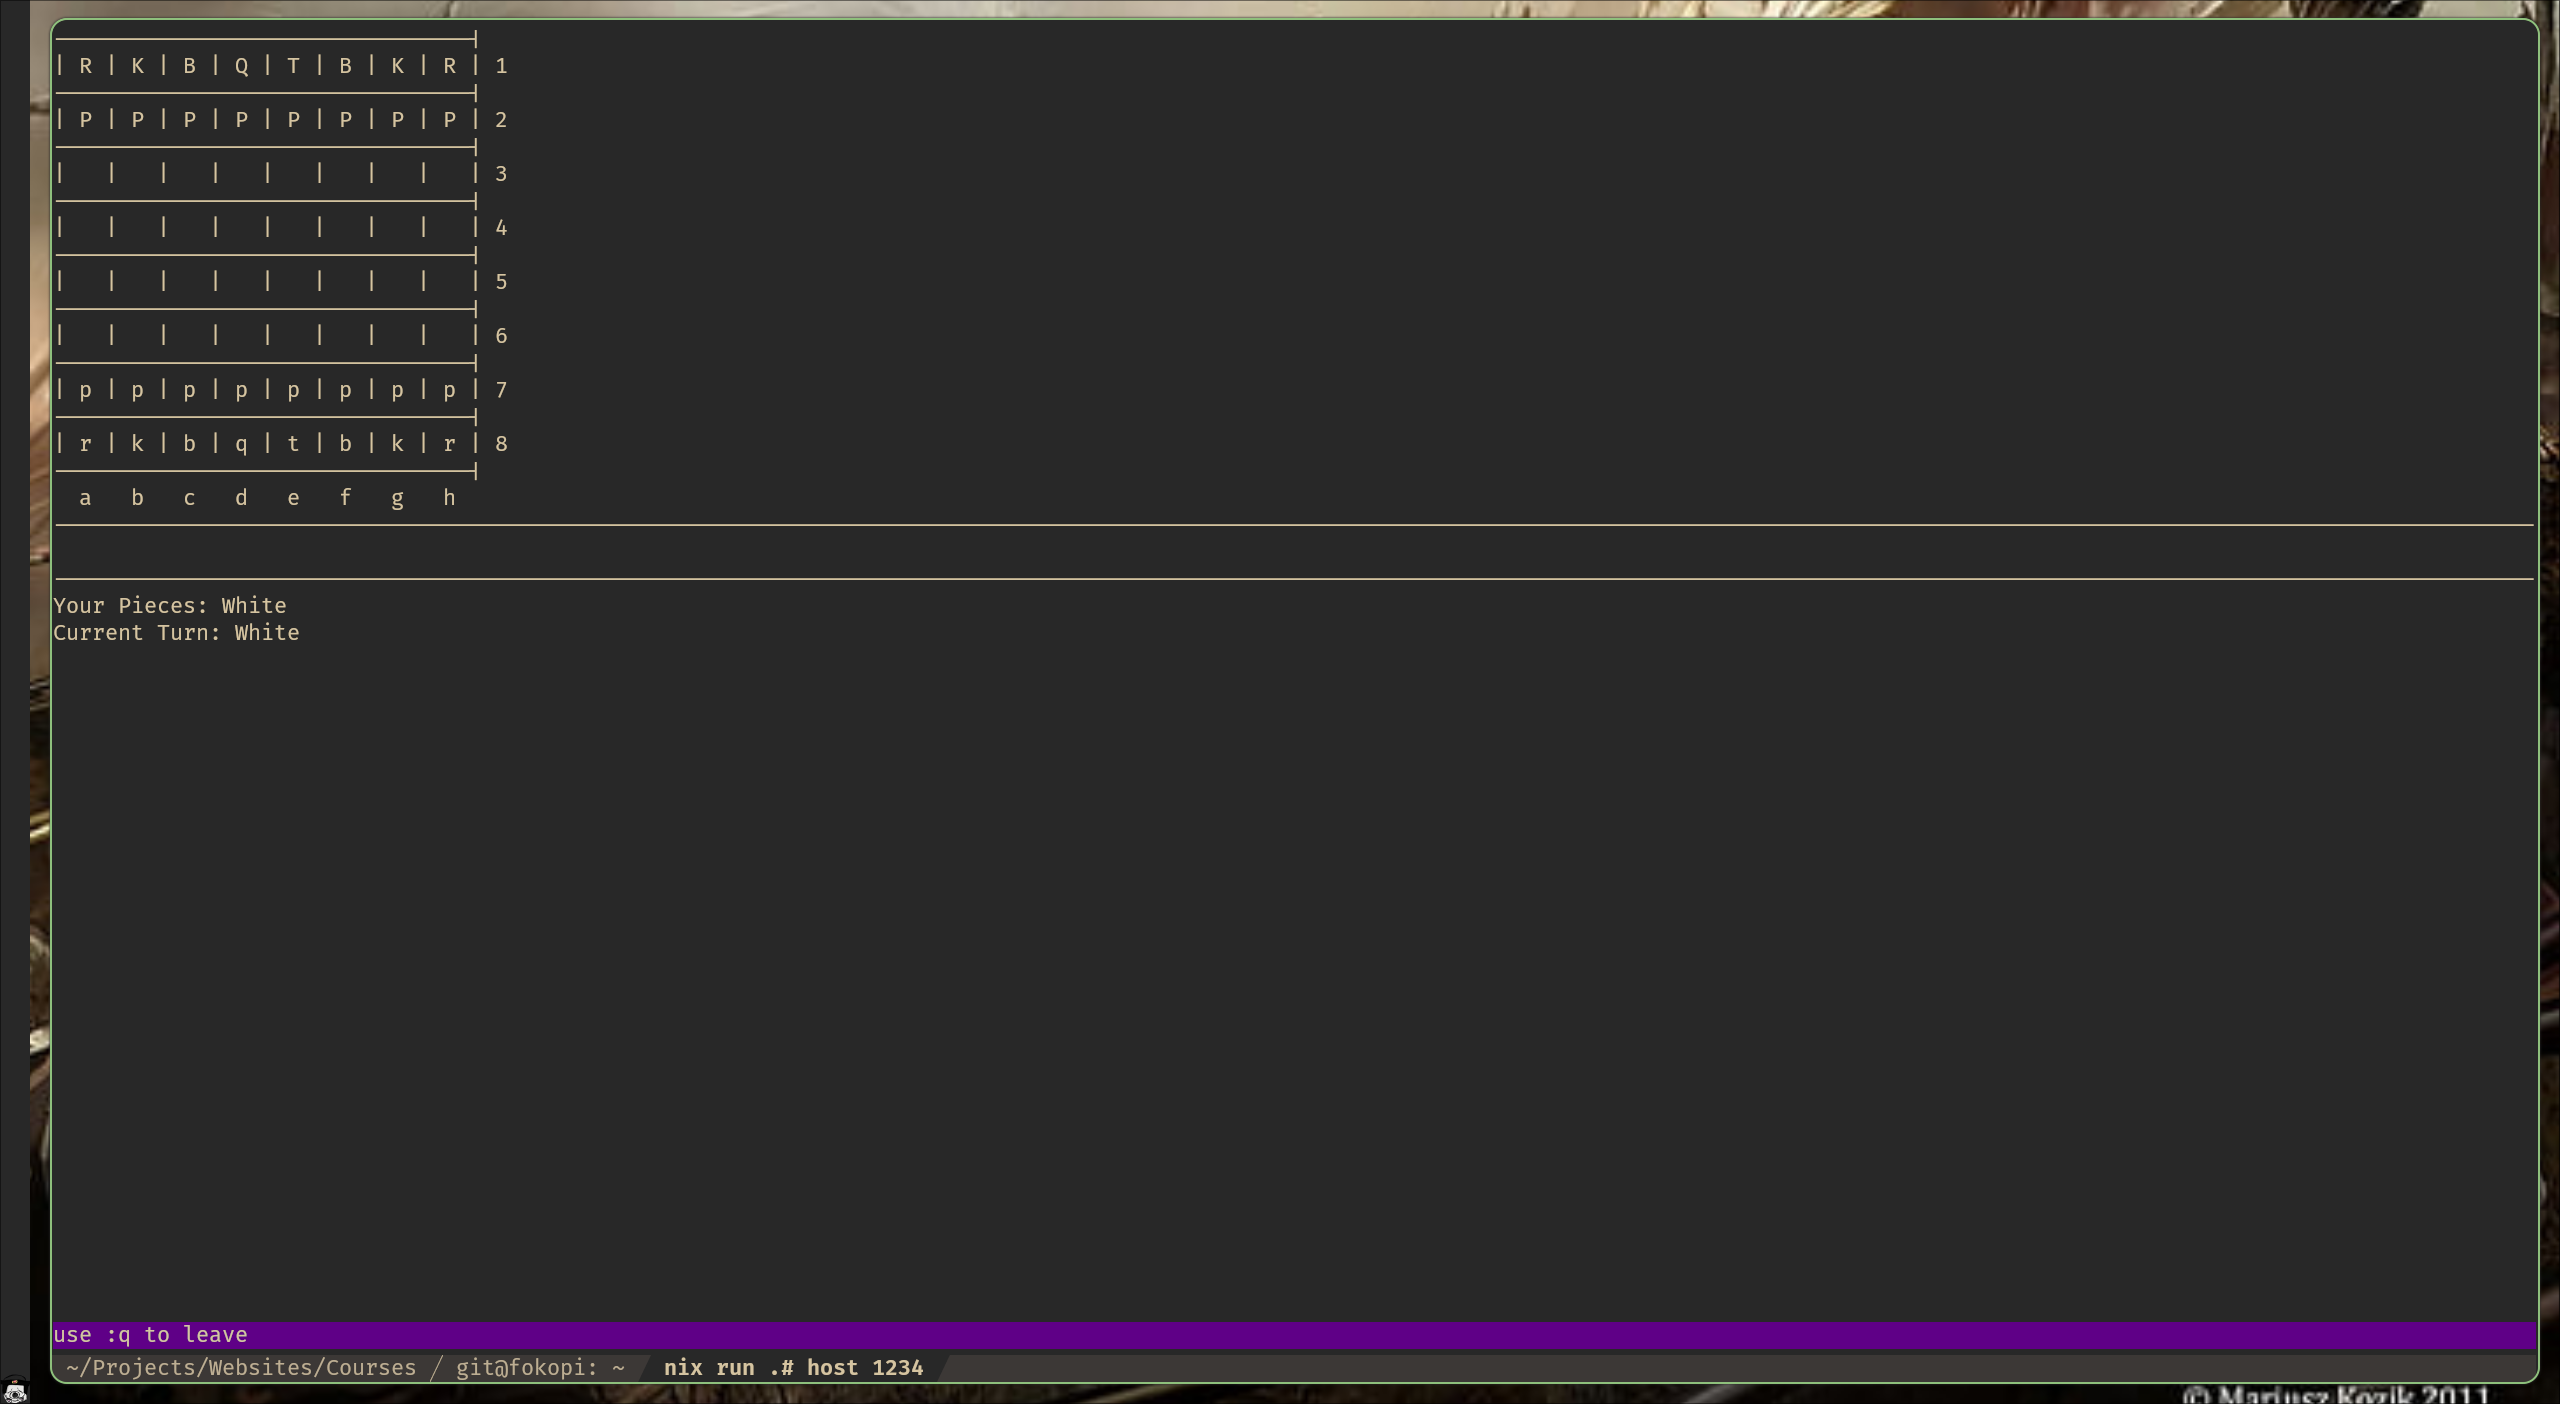 | R | K | B | Q | T | B | K | R | 1
| P | P | P | P | P | P | P | P | 2
|   |   |   |   |   |   |   |   | 3
|   |   |   |   |   |   |   |   | 4
|   |   |   |   |   |   |   |   | 5
|   |   |   |   |   |   |   |   | 6
| p | p | p | p | p | p | p | p | 7
| r | k | b | q | t | b | k | r | 8
a b c d e f g h
Your Pieces: White
Current Turn: White
use :q to leave
~/Projects/Websites/Courses / git@fokopi: ~ nix run .# host 1234
© Mariusz Kozik 2011